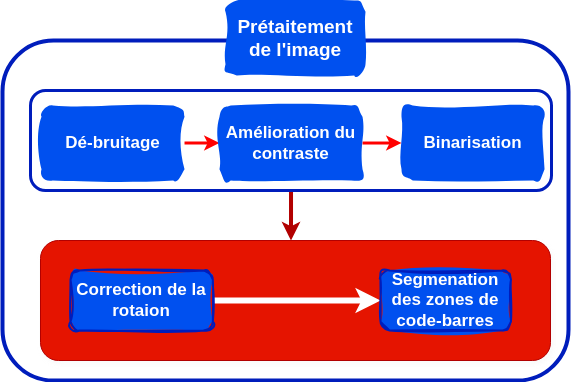 Prétaitement
de l'image
Dé-bruitage
Amélioration du
contraste
Binarisation
Correction de la
rotaion
Segmenation
des zones de
code-barres